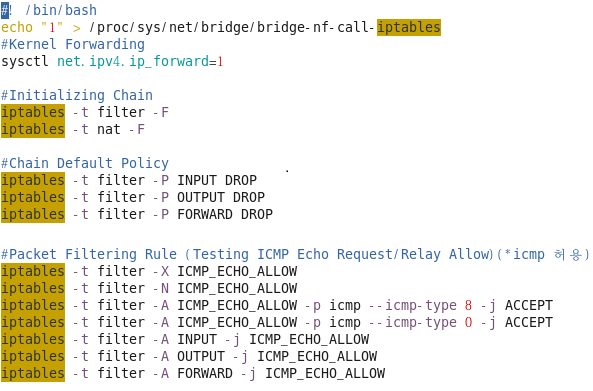 #! /bin/bash
echo "1" > /proc/sys/net/bridge/bridge-nf-call-iptables
#Kernel Forwarding
sysctl net.ipv4.ip_forward=1
#Initializing Chain
iptables -t filter -F
iptables -t nat -F
#Chain Default Policy
iptables -t filter -P INPUT DROP
iptables -t filter -P OUTPUT DROP
iptables -t filter -P FORWARD DROP
#Packet Filtering Rule (Testing ICMP Echo Request/Relay Allow)(*icmp 허용)
iptables -t filter -X ICMP_ECHO_ALLOW
iptables -t filter -N ICMP_ECHO_ALLOW
iptables -t filter -A ICMP_ECHO_ALLOW -p icmp --icmp-type 8 -j ACCEPT
iptables -t filter -A ICMP_ECHO_ALLOW -p icmp --icmp-type 0 -j ACCEPT
iptables -t filter -A INPUT -j ICMP_ECHO_ALLOW
iptables -t filter -A OUTPUT -j ICMP_ECHO_ALLOW
iptables -t filter -A FORWARD -j ICMP_ECHO_ALLOW